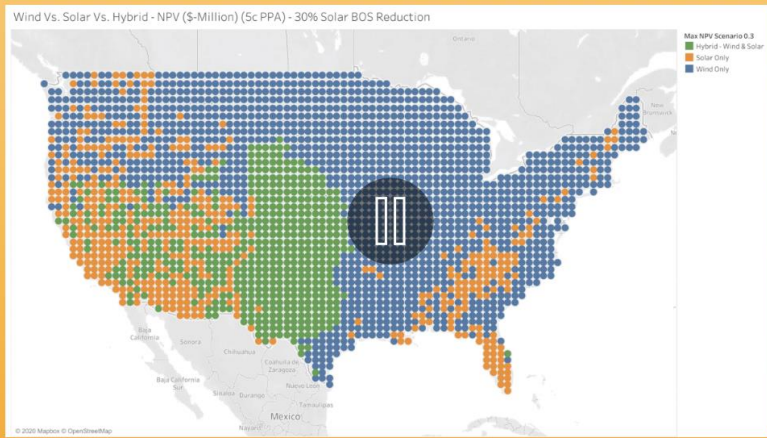 Wind Vs. Solar Vs. Hybrid - NPV ($-Million) (5c PPA) - 30% Solar BOS Reduction
Max NPV Scenario 0.3
Hybrid - Wind & Solar
Solar Only
Wind Only
Ontario
New
Brunswick
Baja
California
Sonora
Chihuahua
Coahuila de
Zaragoza
Baja California
Sur
Nuevo León
Sinaloa
Durango
Tamaulipas
Mexico
Nayarit
© 2020 Mapbox © OpenStreetMap